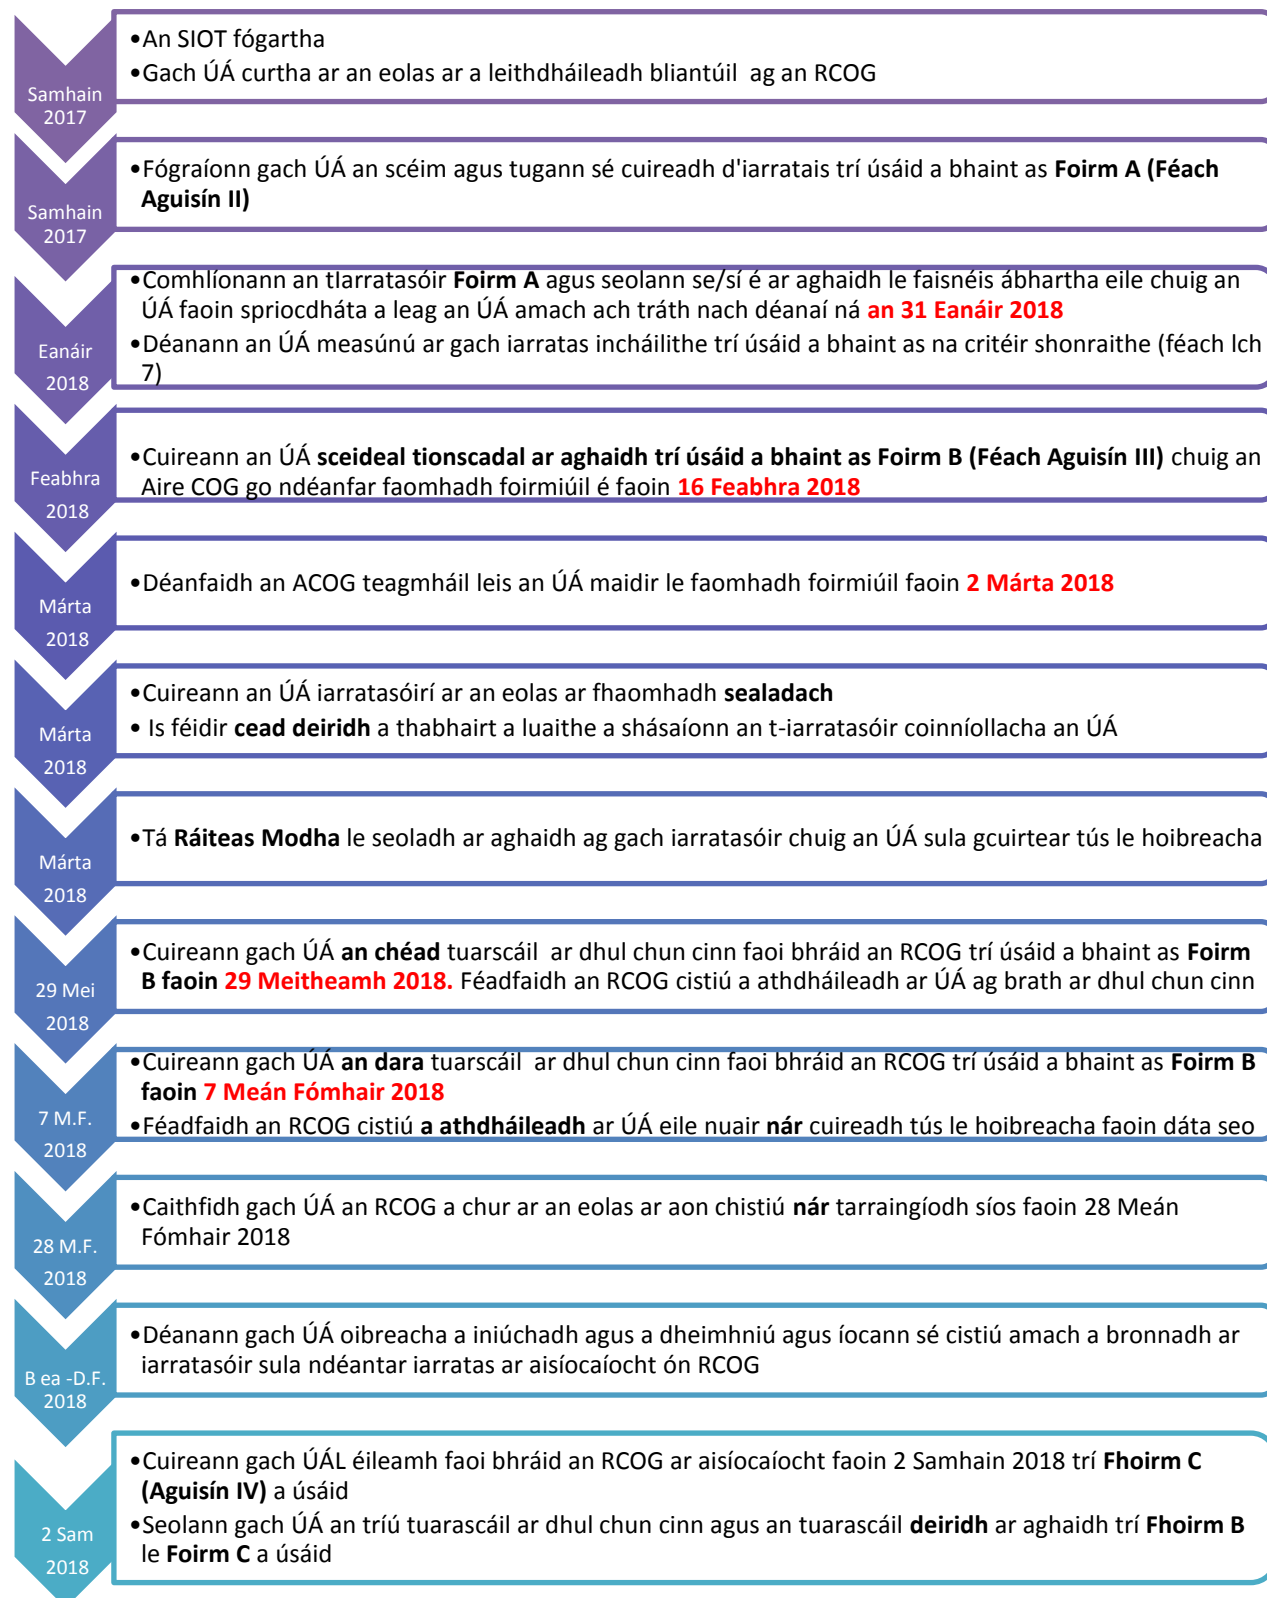 Samhain
2017
•An SIOT fógartha
•Gach ÚÁ curtha ar an eolas ar a leithdháileadh bliantúil ag an RCOG
Samhain
2017
•Fógraíonn gach ÚÁ an scéim agus tugann sé cuireadh d'iarratais trí úsáid a bhaint as Foirm A (Féach
Aguisín II)
Eanáir
2018
•Comhlíonann an tIarratasóir Foirm A agus seolann se/sí é ar aghaidh le faisnéis ábhartha eile chuig an
ÚÁ faoin spriocdháta a leag an ÚÁ amach ach tráth nach déanaí ná an 31 Eanáir 2018
•Déanann an ÚÁ measúnú ar gach iarratas incháilithe trí úsáid a bhaint as na critéir shonraithe (féach lch
7)
Feabhra
2018
•Cuireann an ÚÁ sceideal tionscadal ar aghaidh trí úsáid a bhaint as Foirm B (Féach Aguisín III) chuig an
Aire COG go ndéanfar faomhadh foirmiúil é faoin 16 Feabhra 2018
Márta
2018
•Déanfaidh an ACOG teagmháil leis an ÚÁ maidir le faomhadh foirmiúil faoin 2 Márta 2018
Márta
2018
•Cuireann an ÚÁ iarratasóirí ar an eolas ar fhaomhadh sealadach
• Is féidir cead deiridh a thabhairt a luaithe a shásaíonn an t-iarratasóir coinníollacha an ÚÁ
Márta
2018
•Tá Ráiteas Modha le seoladh ar aghaidh ag gach iarratasóir chuig an ÚÁ sula gcuirtear tús le hoibreacha
29 Mei
2018
•Cuireann gach ÚÁ an chéad tuarscáil ar dhul chun cinn faoi bhráid an RCOG trí úsáid a bhaint as Foirm
B faoin 29 Meitheamh 2018. Féadfaidh an RCOG cistiú a athdháileadh ar ÚÁ ag brath ar dhul chun cinn
7 M.F.
2018
•Cuireann gach ÚÁ an dara tuarscáil ar dhul chun cinn faoi bhráid an RCOG trí úsáid a bhaint as Foirm B
faoin 7 Meán Fómhair 2018
•Féadfaidh an RCOG cistiú a athdháileadh ar ÚÁ eile nuair nár cuireadh tús le hoibreacha faoin dáta seo
28 M.F.
2018
•Caithfidh gach ÚÁ an RCOG a chur ar an eolas ar aon chistiú nár tarraingíodh síos faoin 28 Meán
Fómhair 2018
B ea -D.F.
2018
•Déanann gach ÚÁ oibreacha a iniúchadh agus a dheimhniú agus íocann sé cistiú amach a bronnadh ar
iarratasóir sula ndéantar iarratas ar aisíocaíocht ón RCOG
2 Sam
2018
•Cuireann gach ÚÁL éileamh faoi bhráid an RCOG ar aisíocaíocht faoin 2 Samhain 2018 trí Fhoirm C
(Aguisín IV) a úsáid
•Seolann gach ÚÁ an tríú tuarascáil ar dhul chun cinn agus an tuarascáil deiridh ar aghaidh trí Fhoirm B
le Foirm C a úsáid